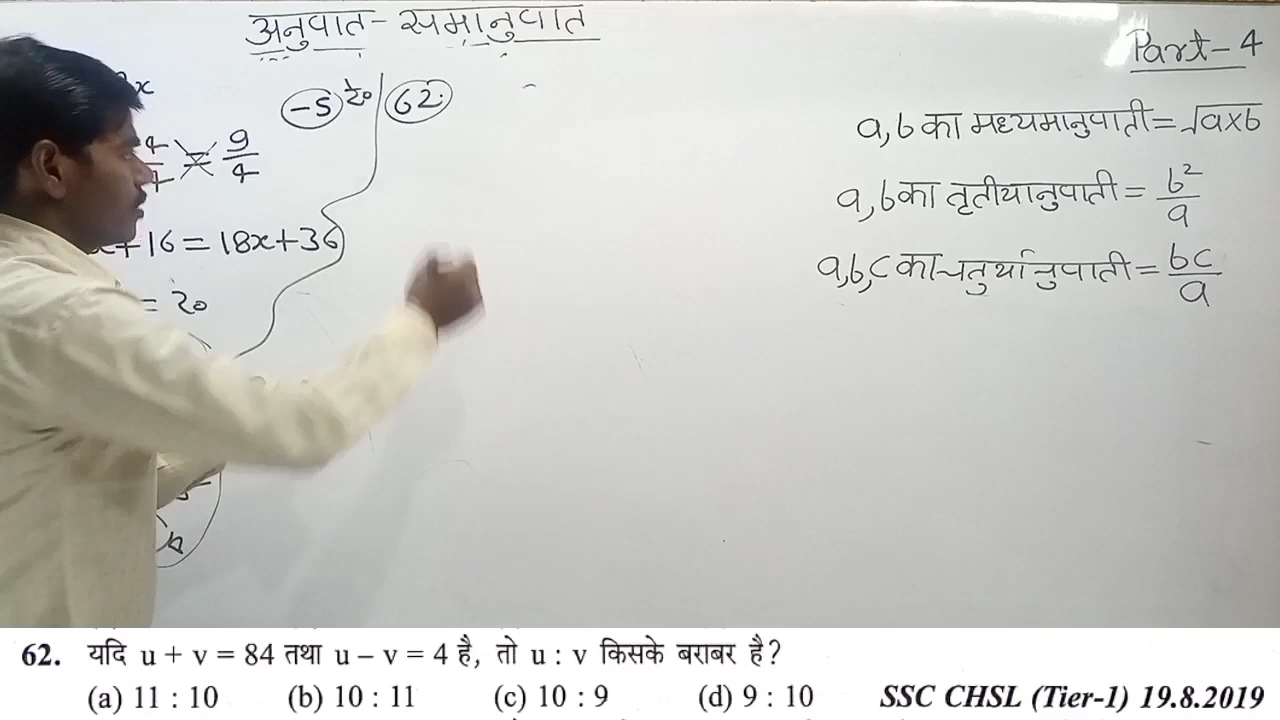 अनुपात-समानुपात
Part-4
x
-5 20 62.
4/ = 9/4
a,b का मध्यमानुपाती = √a×b
a,b का तृतीयानुपाती = b²/a
+16 = 18x+36
a,b,c का चतुर्थानुपाती = bc/a
= 20
62. यदि u + v = 84 तथा u – v = 4 है, तो u : v किसके बराबर है?
(a) 11 : 10 (b) 10 : 11 (c) 10 : 9 (d) 9 : 10 SSC CHSL (Tier-1) 19.8.2019